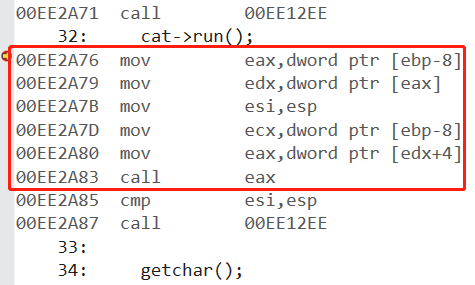 00EE2A71 call 00EE12EE
32: cat->run();
00EE2A76 mov eax,dword ptr [ebp-8]
00EE2A79 mov edx,dword ptr [eax]
00EE2A7B mov esi,esp
00EE2A7D mov ecx,dword ptr [ebp-8]
00EE2A80 mov eax,dword ptr [edx+4]
00EE2A83 call eax
00EE2A85 cmp esi,esp
00EE2A87 call 00EE12EE
33:
34: getchar();